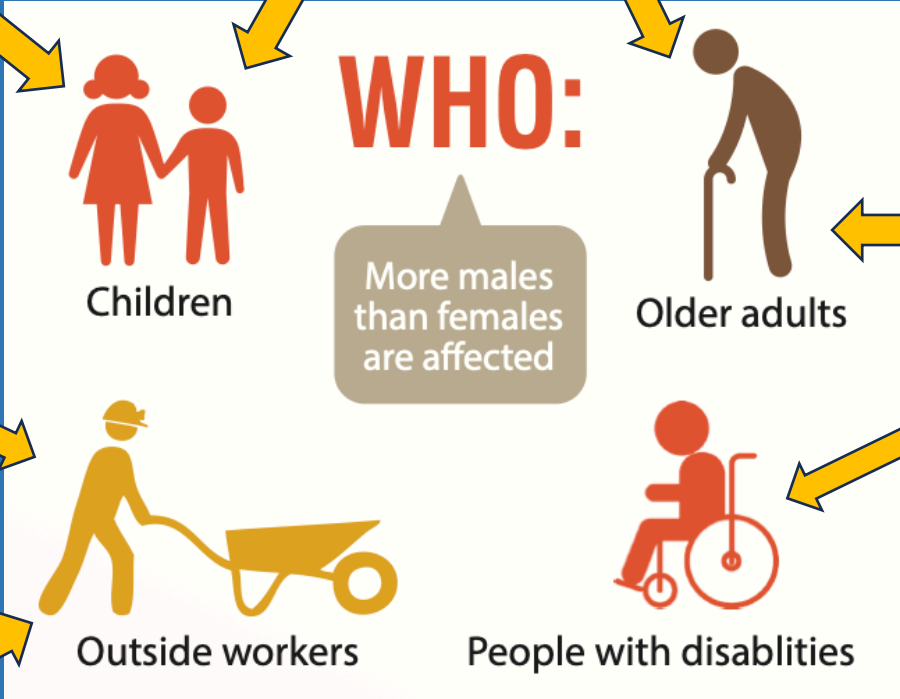 WHO:
More males
than females
are affected
Children
Older adults
Outside workers
People with disablities